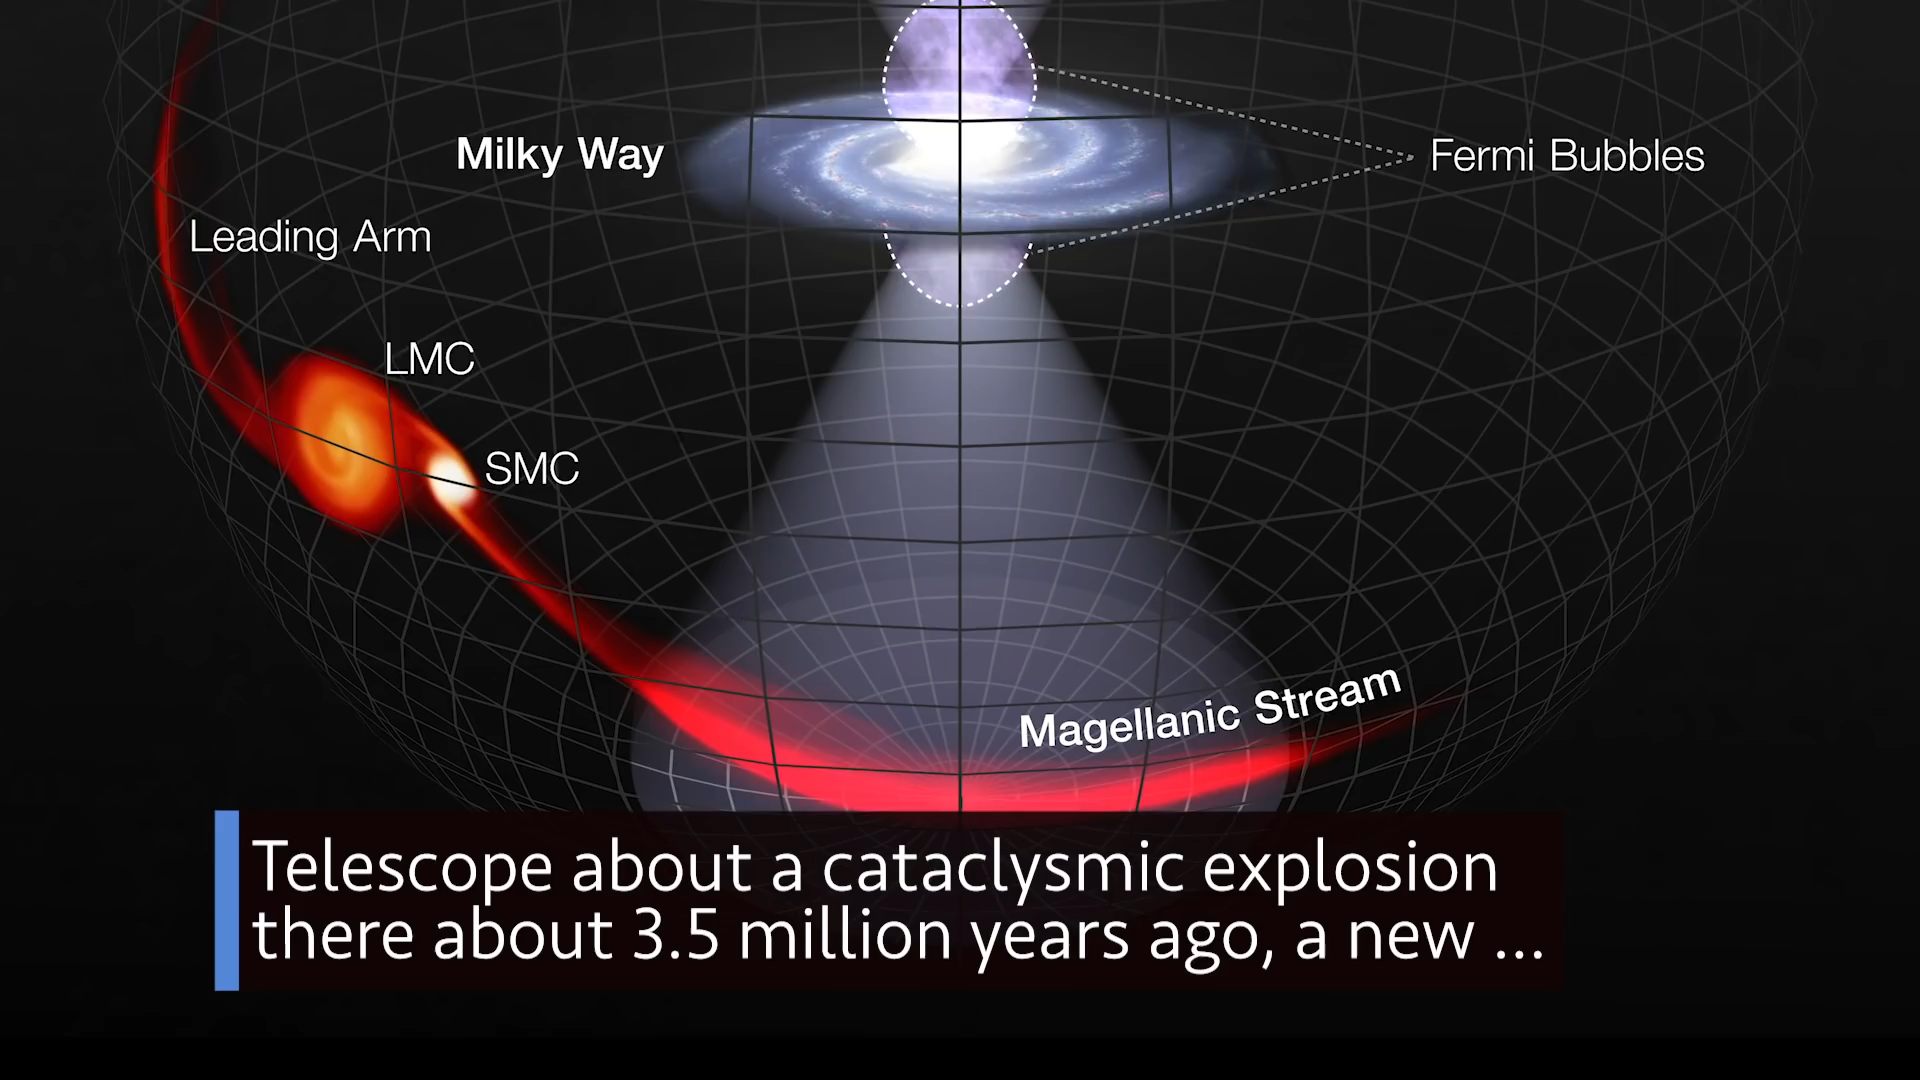 Milky Way
Fermi Bubbles
Leading Arm
LMC
SMC
Magellanic Stream
Telescope about a cataclysmic explosion
there about 3.5 million years ago, a new ...